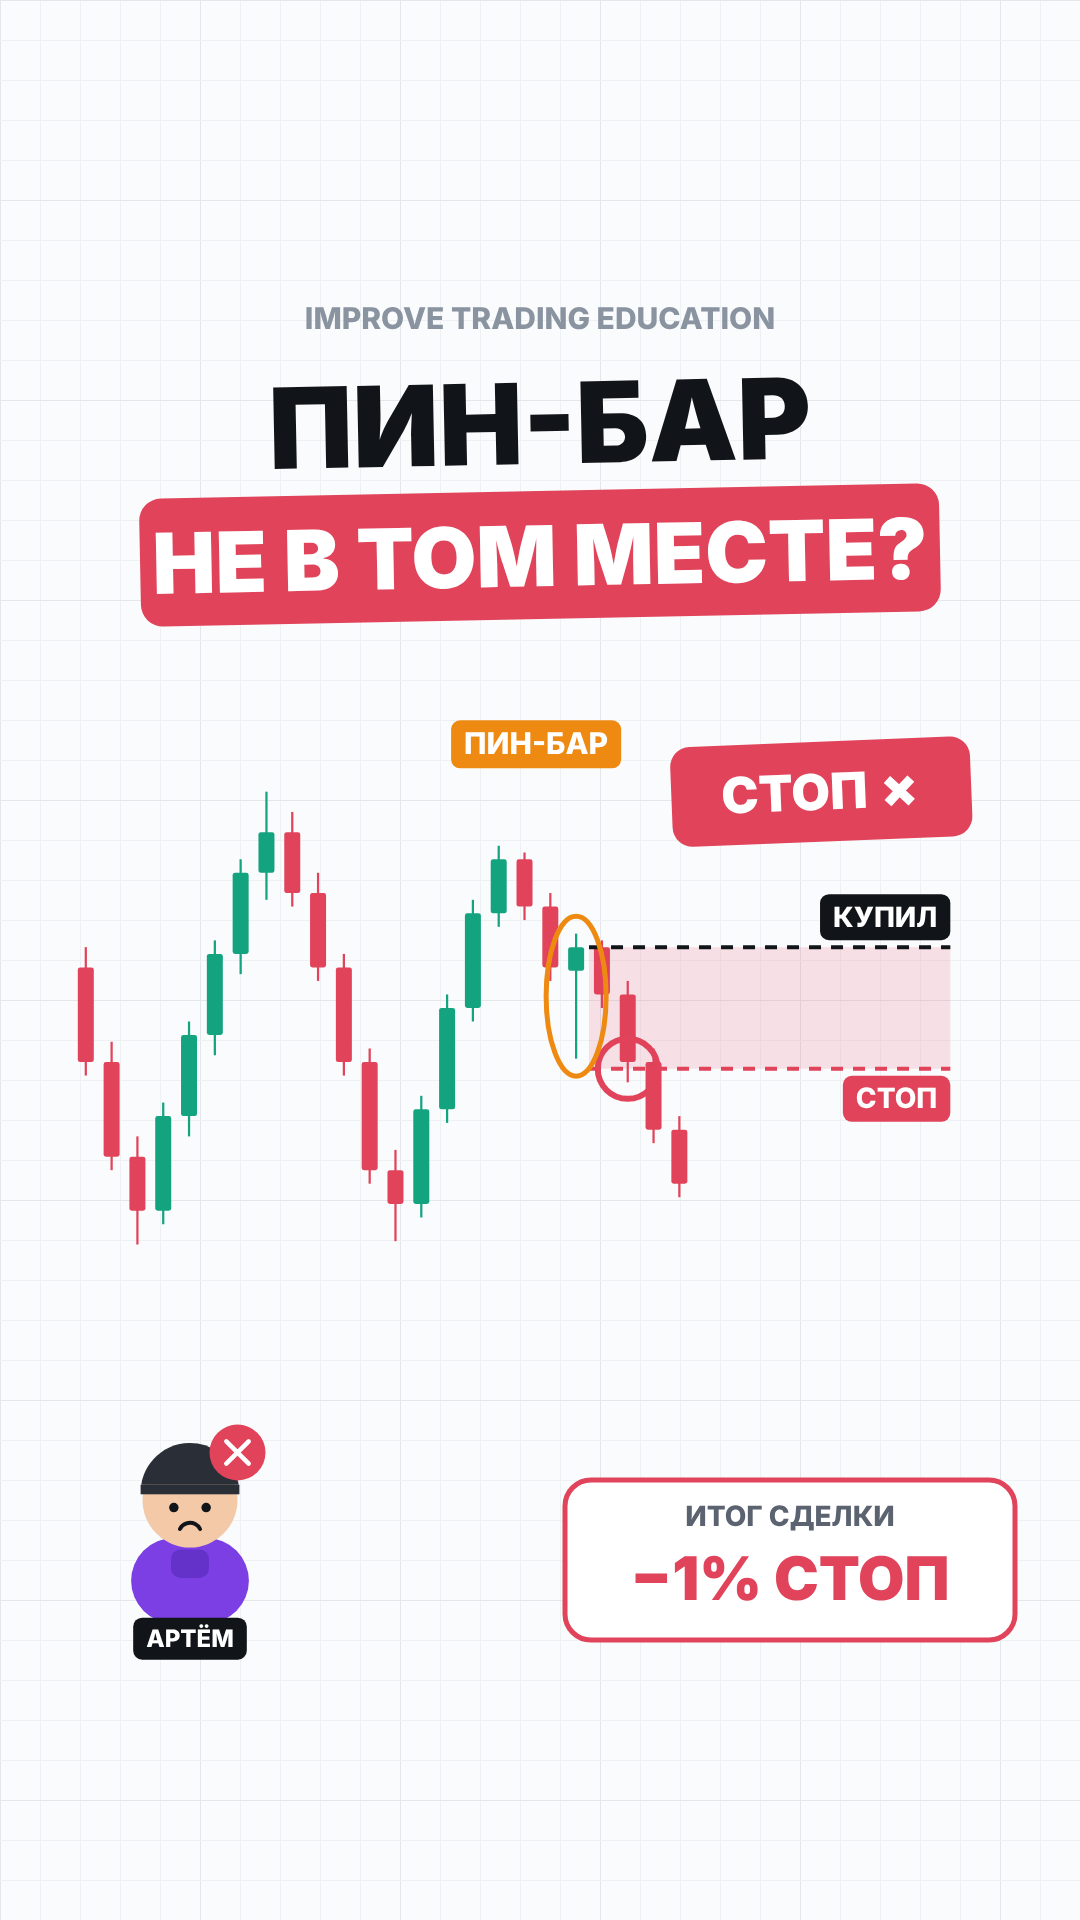 IMPROVE TRADING EDUCATION
ПИН-БАР
НЕ В ТОМ МЕСТЕ?
ПИН-БАР
СТОП ✖
КУПИЛ
СТОП
ИТОГ СДЕЛКИ
−1% СТОП
АРТЁМ